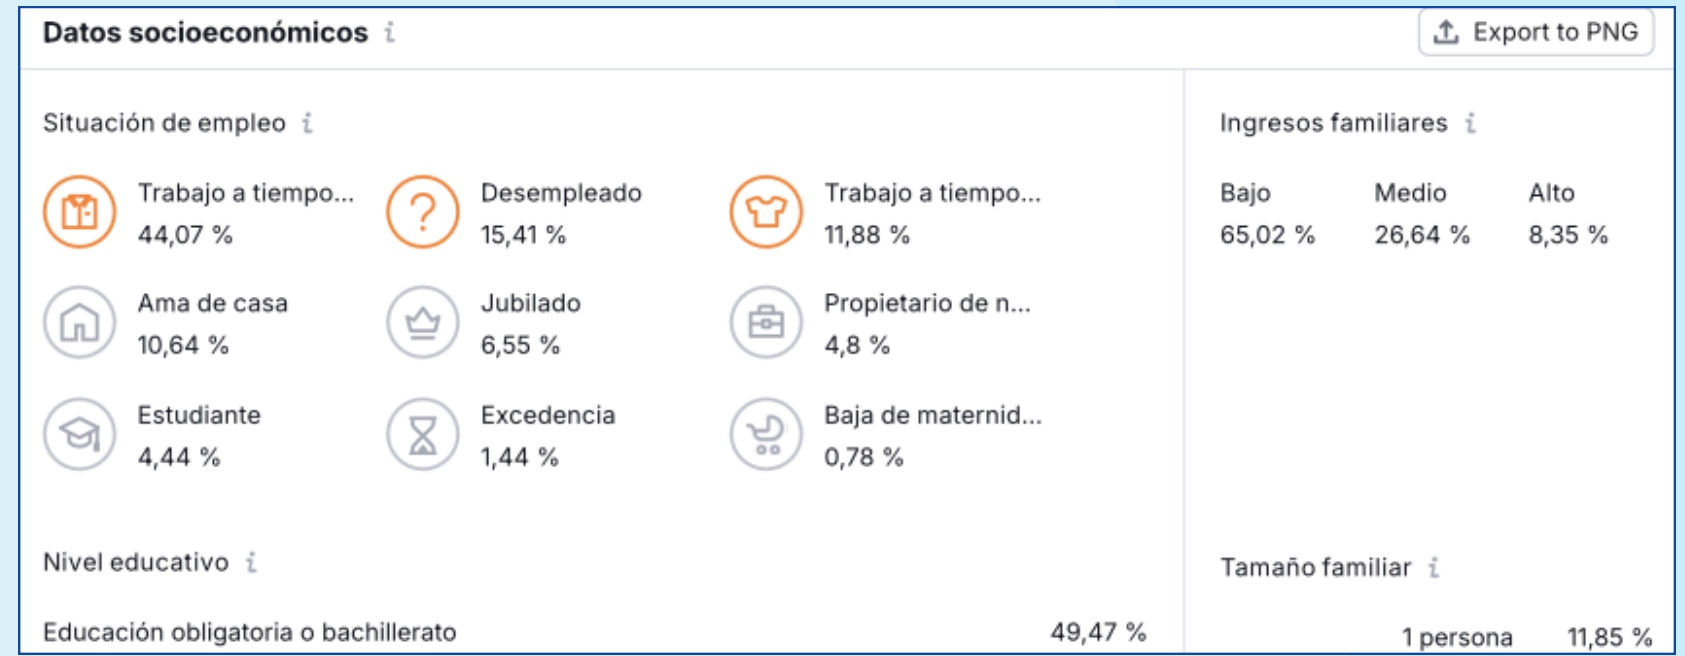 Datos socioeconómicos i
Export to PNG
Situación de empleo i
Trabajo a tiempo...
44,07 %
Desempleado
15,41 %
Trabajo a tiempo...
11,88 %
Ama de casa
10,64 %
Jubilado
6,55 %
Propietario de n...
4,8 %
Estudiante
4,44 %
Excedencia
1,44 %
Baja de maternid...
0,78 %
Ingresos familiares i
Bajo
65,02 %
Medio
26,64 %
Alto
8,35 %
Nivel educativo i
Educación obligatoria o bachillerato 49,47 %
Tamaño familiar i
1 persona 11,85 %